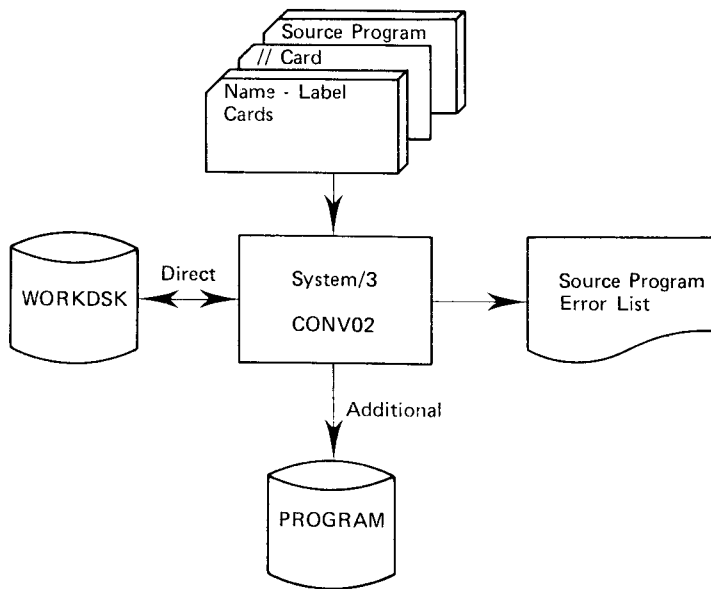 Source Program
// Card
Name - Label
Cards
Direct
WORKDSK
System/3
CONV02
Source Program
Error List
Additional
PROGRAM